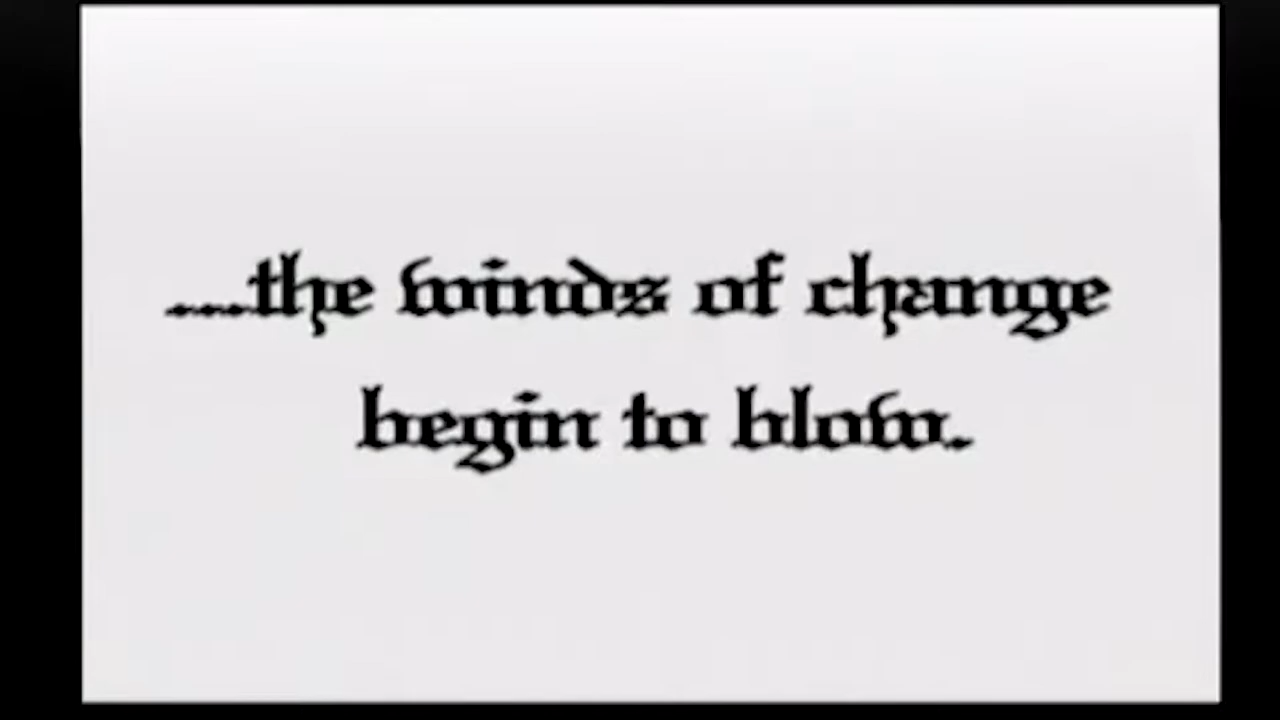 ...the winds of change
begin to blow.